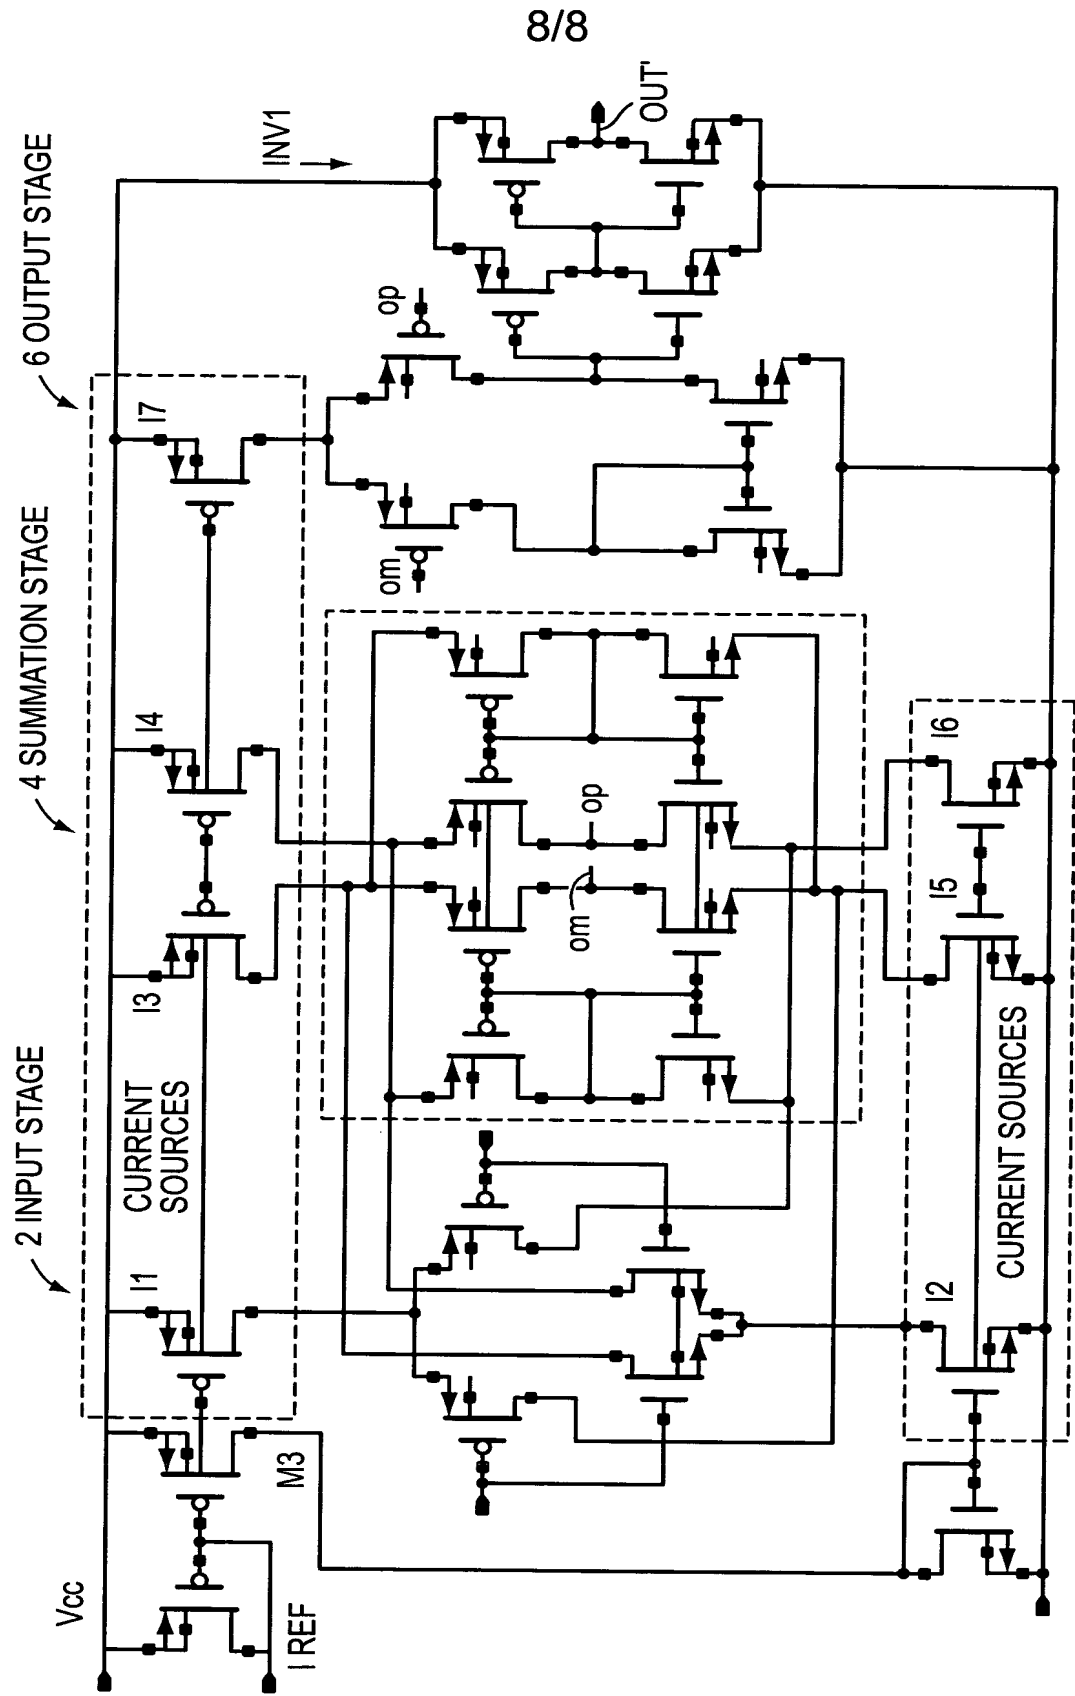 8/8
2 INPUT STAGE
4 SUMMATION STAGE
6 OUTPUT STAGE
INV1
Vcc
I REF
M3
I1
CURRENT
SOURCES
I3
I4
I7
om
op
OUT'
om
op
I2
CURRENT SOURCES
I5
I6